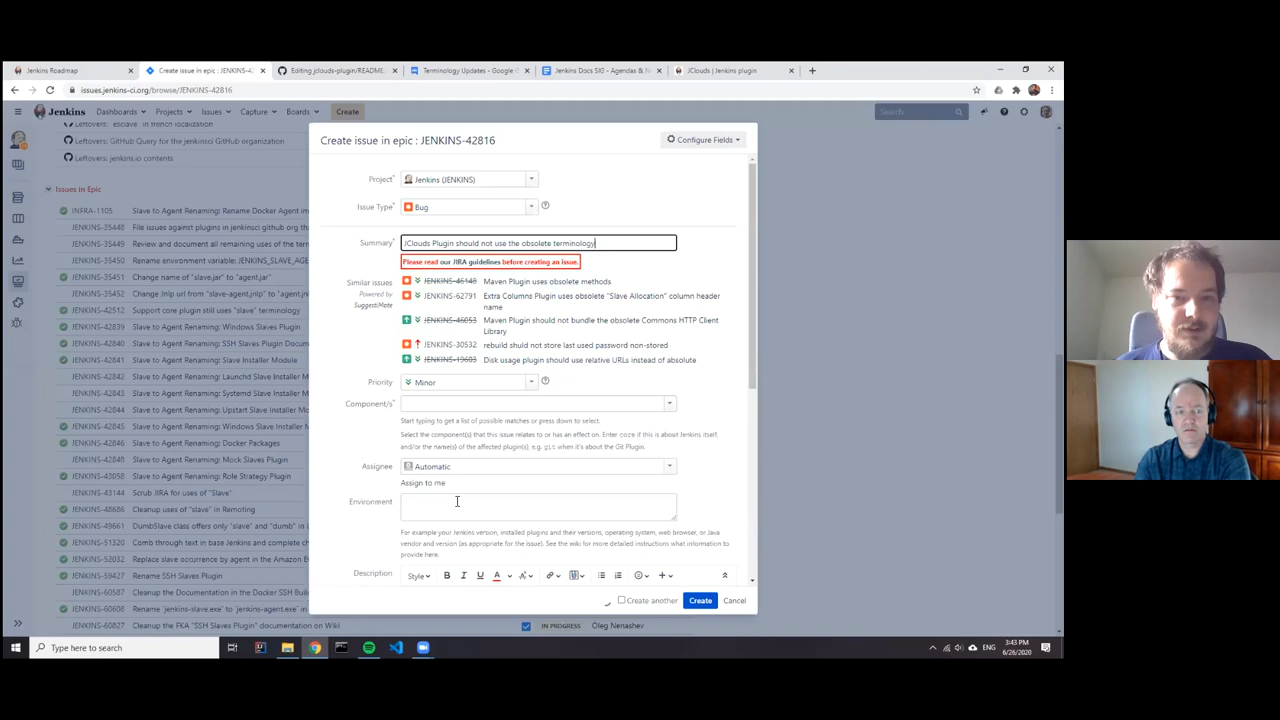 Jenkins Roadmap
Create issue in epic : JENKINS-4
Editing jclouds-plugin/README
Terminology Updates - Google
Jenkins Docs SIG - Agendas & N
JClouds | Jenkins plugin
issues.jenkins-ci.org/browse/JENKINS-42816
Jenkins
Dashboards
Projects
Issues
Capture
Boards
Create
Search
Leftovers: GitHub Query for the jenkinsci GitHub organization
Leftovers: jenkins.io contents
Issues in Epic
INFRA-1105 Slave to Agent Renaming: Rename Docker Agent im
JENKINS-35448 File issues against plugins in jenkinsci GitHub organ
JENKINS-35449 Review and document all remaining uses of the ter
JENKINS-35450 Rename environment variable: JENKINS_SLAVE_AG
JENKINS-35451 Change name of "slave.jar" to "agent.jar"
JENKINS-35452 Change .jnlp url from "slave-agent.jnlp" to "jenkins
JENKINS-42512 Support core plugin still uses "slave" terminology
JENKINS-42839 Slave to Agent Renaming: Windows Slaves Plugin
JENKINS-42840 Slave to Agent Renaming: SSH Slaves Plugin Docum
JENKINS-42841 Slave to Agent Renaming: Slave Installer Module
JENKINS-42842 Slave to Agent Renaming: Launchd Slave Installer M
JENKINS-42843 Slave to Agent Renaming: Systemd Slave Installer M
JENKINS-42844 Slave to Agent Renaming: Upstart Slave Installer M
JENKINS-42845 Slave to Agent Renaming: Windows Slave Installer M
JENKINS-42846 Slave to Agent Renaming: Docker Packages
JENKINS-42848 Slave to Agent Renaming: Mock Slaves Plugin
JENKINS-42850 Slave to Agent Renaming: Role Strategy Plugin
JENKINS-43144 Scrub JIRA for uses of "Slave"
JENKINS-48686 Cleanup uses of "slave" in Remoting
JENKINS-49661 DumbSlave class offers only "slave" and "dumb" in i
JENKINS-51320 Comb through text in base Jenkins and complete
JENKINS-52032 Replace slave occurrence by agent in the Amazon E
JENKINS-59427 Rename SSH Slaves Plugin
JENKINS-60500 Cleanup the Documentation in the Docker SSH Buil
JENKINS-60608 Rename 'jenkins-slave.exe' to 'jenkins-agent.exe' in
JENKINS-60827 Cleanup the FKA "SSH Slaves Plugin" documentation on Wiki
IN PROGRESS
Oleg Nenashev
Create issue in epic : JENKINS-42816
Configure Fields
Project*
Jenkins (JENKINS)
Issue Type*
Bug
Summary*
JClouds Plugin should not use the obsolete terminology
Please read our JIRA guidelines before creating an issue.
Similar issues
Powered by
SuggestiMate
JENKINS-46148 Maven Plugin uses obsolete methods
JENKINS-62791 Extra Columns Plugin uses obsolete "Slave Allocation" column header
name
JENKINS-46053 Maven Plugin should not bundle the obsolete Commons HTTP Client
Library
JENKINS-30532 rebuild shuld not store last used password non-stored
JENKINS-19603 Disk usage plugin should use relative URLs instead of absolute
Priority
Minor
Component/s*
Start typing to get a list of possible matches or press down to select.
Select the component(s) that this issue relates to or has an effect on. Enter core if this is about Jenkins itself,
and/or the name(s) of the affected plugin(s), e.g. git when it's about the Git Plugin.
Assignee
Automatic
Assign to me
Environment
For example your Jenkins version, installed plugins and their versions, operating system, web browser, or Java
vendor and version (as appropriate for the issue). See the wiki for more detailed instructions what information to
provide here.
Description
Style
B
I
U
A
Create another
Create
Cancel
Type here to search
ENG
3:43 PM
6/26/2020